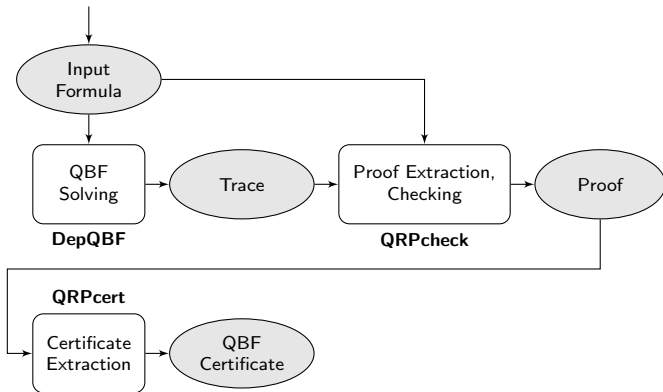 Input
Formula
QBF
Solving
Trace
Proof Extraction,
Checking
Proof
DepQBF
QRPcheck
QRPcert
Certificate
Extraction
QBF
Certificate